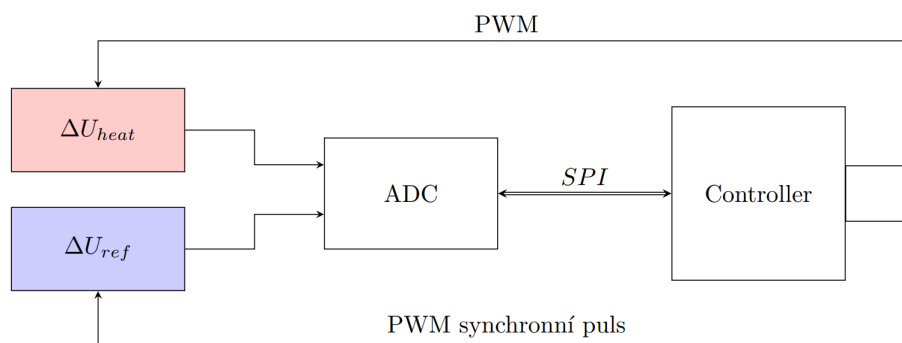 PWM
ΔU_heat
ADC
SPI
Controller
ΔU_ref
PWM synchronní puls